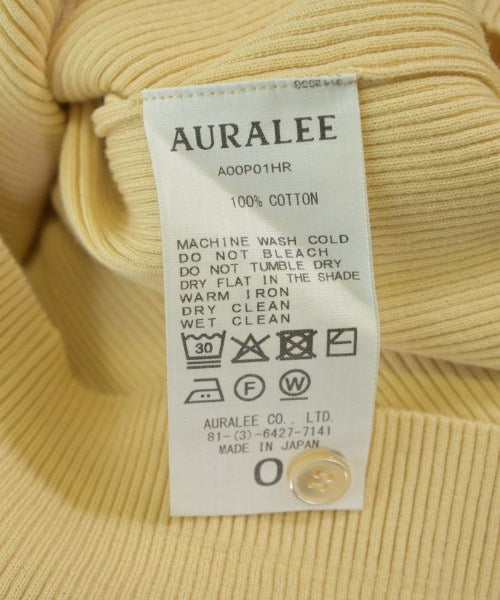 AURALEE
A00P01HR
100% COTTON
MACHINE WASH COLD
DO NOT BLEACH
DO NOT TUMBLE DRY
DRY FLAT IN THE SHADE
WARM IRON
DRY CLEAN
WET CLEAN
30
F W
AURALEE CO., LTD.
81-(3)-6427-7141
MADE IN JAPAN
0